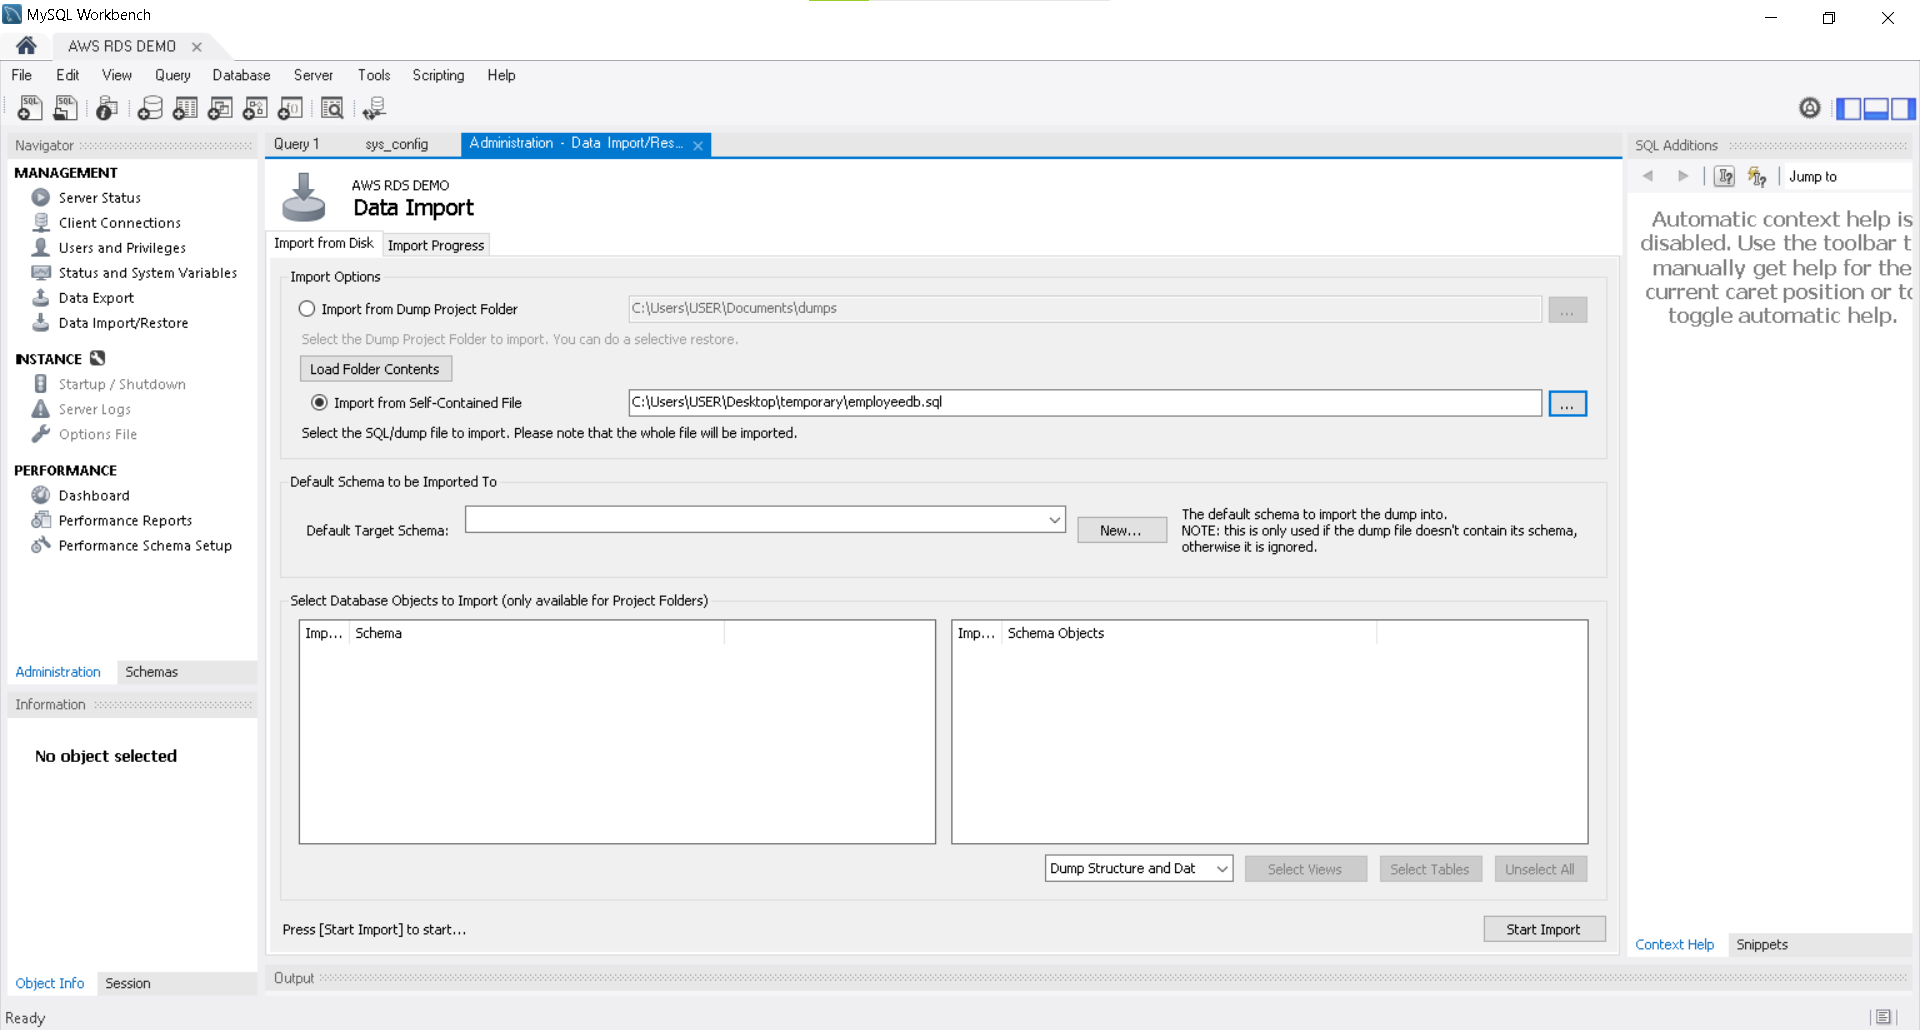 MySQL Workbench
AWS RDS DEMO
File Edit View Query Database Server Tools Scripting Help
SQL SQL
Navigator
MANAGEMENT
Server Status
Client Connections
Users and Privileges
Status and System Variables
Data Export
Data Import/Restore
INSTANCE
Startup / Shutdown
Server Logs
Options File
PERFORMANCE
Dashboard
Performance Reports
Performance Schema Setup
Administration Schemas
Information
No object selected
Object Info Session
Ready
Query 1 sys_config Administration - Data Import/Res...
AWS RDS DEMO
Data Import
Import from Disk Import Progress
Import Options
Import from Dump Project Folder C:\Users\USER\Documents\dumps ...
Select the Dump Project Folder to import. You can do a selective restore.
Load Folder Contents
Import from Self-Contained File C:\Users\USER\Desktop\temporary\employeedb.sql ...
Select the SQL/dump file to import. Please note that the whole file will be imported.
Default Schema to be Imported To
Default Target Schema: New...
The default schema to import the dump into.
NOTE: this is only used if the dump file doesn't contain its schema,
otherwise it is ignored.
Select Database Objects to Import (only available for Project Folders)
Imp... Schema
Imp... Schema Objects
Dump Structure and Dat Select Views Select Tables Unselect All
Press [Start Import] to start...
Start Import
Output
SQL Additions
Jump to
Automatic context help is
disabled. Use the toolbar t
manually get help for the
current caret position or to
toggle automatic help.
Context Help Snippets